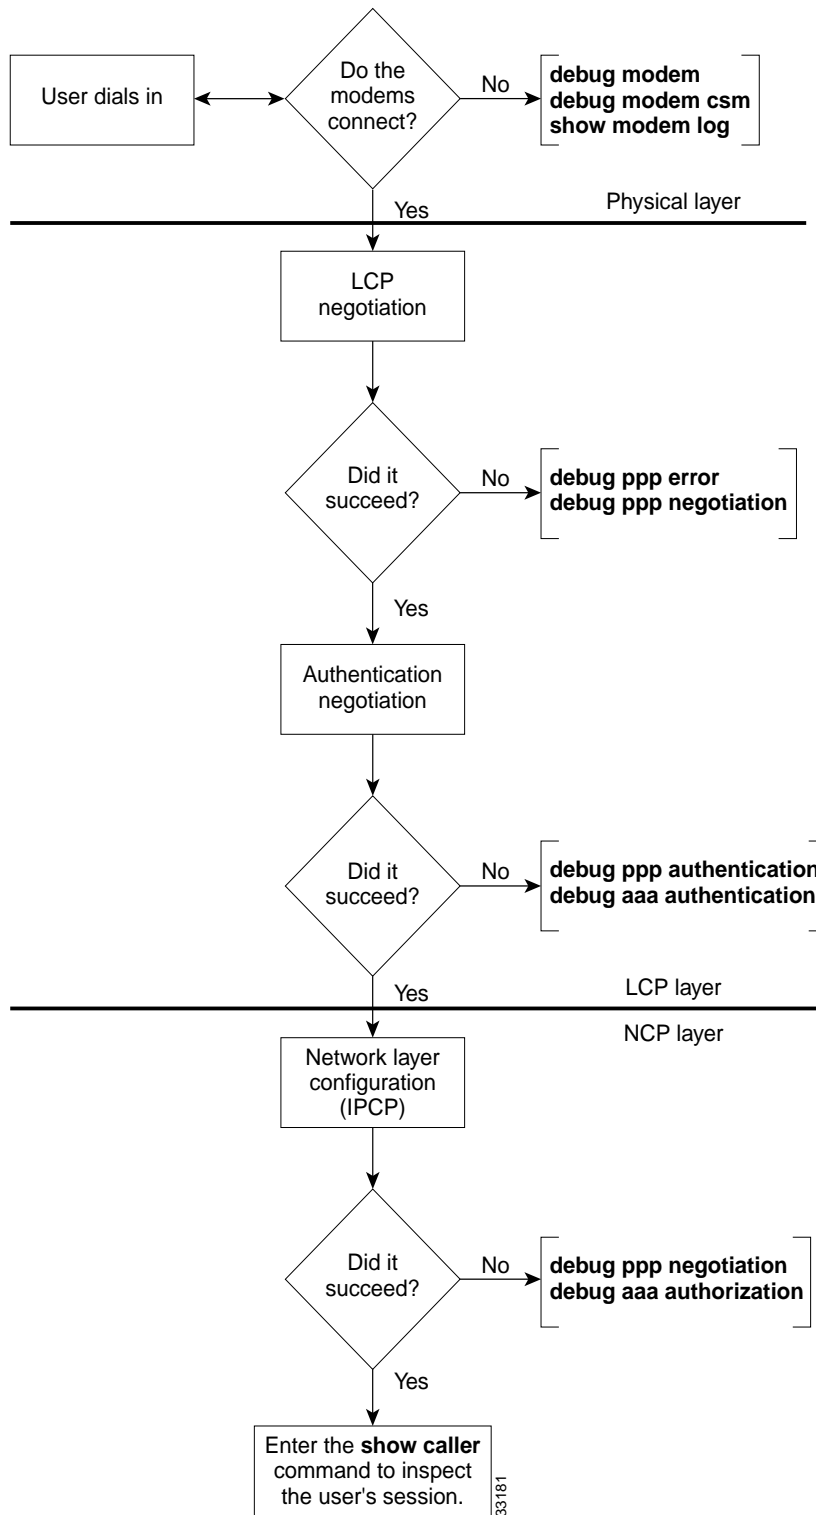 User dials in
Do the
modems
connect?
No
debug modem
debug modem csm
show modem log
Yes
Physical layer
LCP
negotiation
Did it
succeed?
No
debug ppp error
debug ppp negotiation
Yes
Authentication
negotiation
Did it
succeed?
No
debug ppp authentication
debug aaa authentication
Yes
LCP layer
NCP layer
Network layer
configuration
(IPCP)
Did it
succeed?
No
debug ppp negotiation
debug aaa authorization
Yes
Enter the show caller
command to inspect
the user's session.
33181